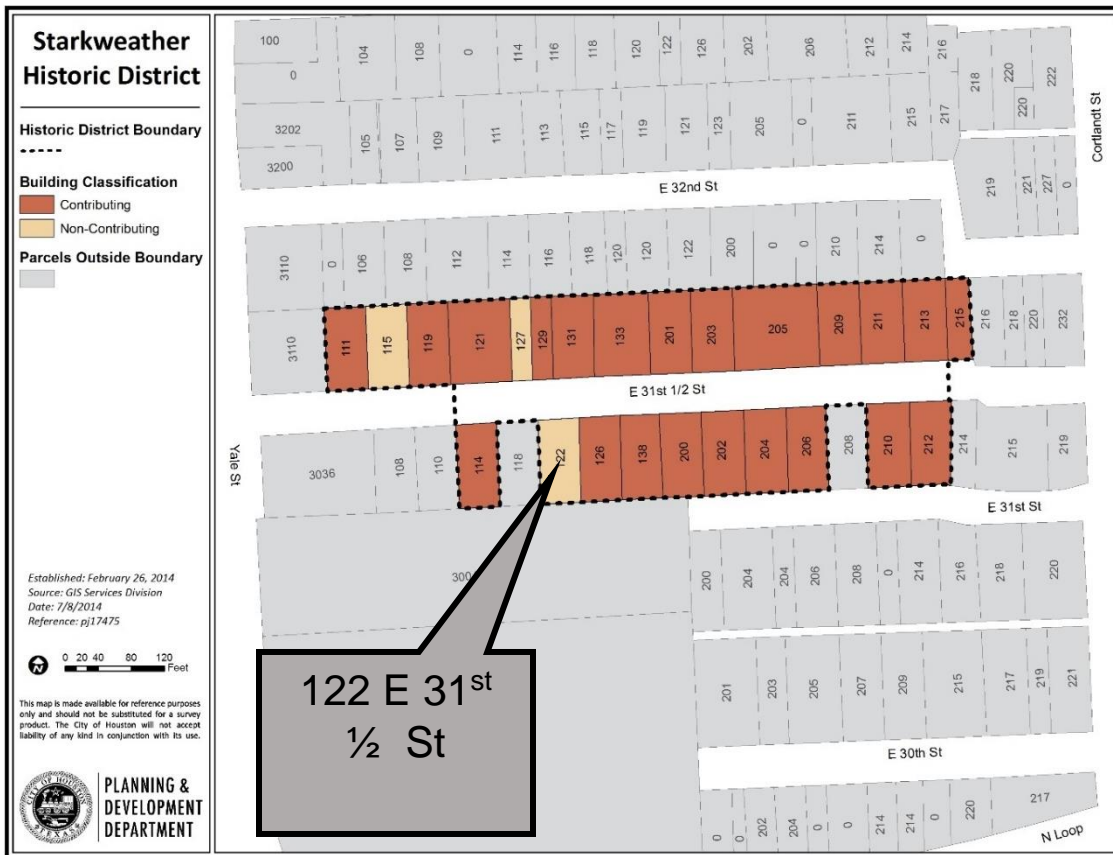 Starkweather
Historic District
Historic District Boundary
Building Classification
Contributing
Non-Contributing
Parcels Outside Boundary
Established: February 26, 2014
Source: GIS Services Division
Date: 7/8/2014
Reference: pj17475
N
0 20 40 80 120
Feet
This map is made available for reference purposes
only and should not be substituted for a survey
product. The City of Houston will not accept
liability of any kind in conjunction with its use.
CITY OF HOUSTON
TEXAS
PLANNING &
DEVELOPMENT
DEPARTMENT
100 104 108 0 114 116 118 120 122 126 202 206 212 214 216
0
218 220 222
220
3202 105 107 109 111 113 115 117 119 121 123 205 0 211 215 217
3200
Cortlandt St
E 32nd St
219 221 227 0
3110 0 106 108 112 114 116 118 120 120 122 200 0 0 210 214 0
3110 111 115 119 121 127 129 131 133 201 203 205 209 211 213 215 216 218 220 232
E 31st 1/2 St
Yale St
3036 108 110 114 118 122 126 138 200 202 204 206 208 210 212 214 215 219
E 31st St
300
200 204 204 206 208 0 214 216 218 220
201 203 205 207 209 215 217 219 221
E 30th St
0 0 202 204 0 0 214 214 0 220 217
N Loop
122 E 31st
½ St